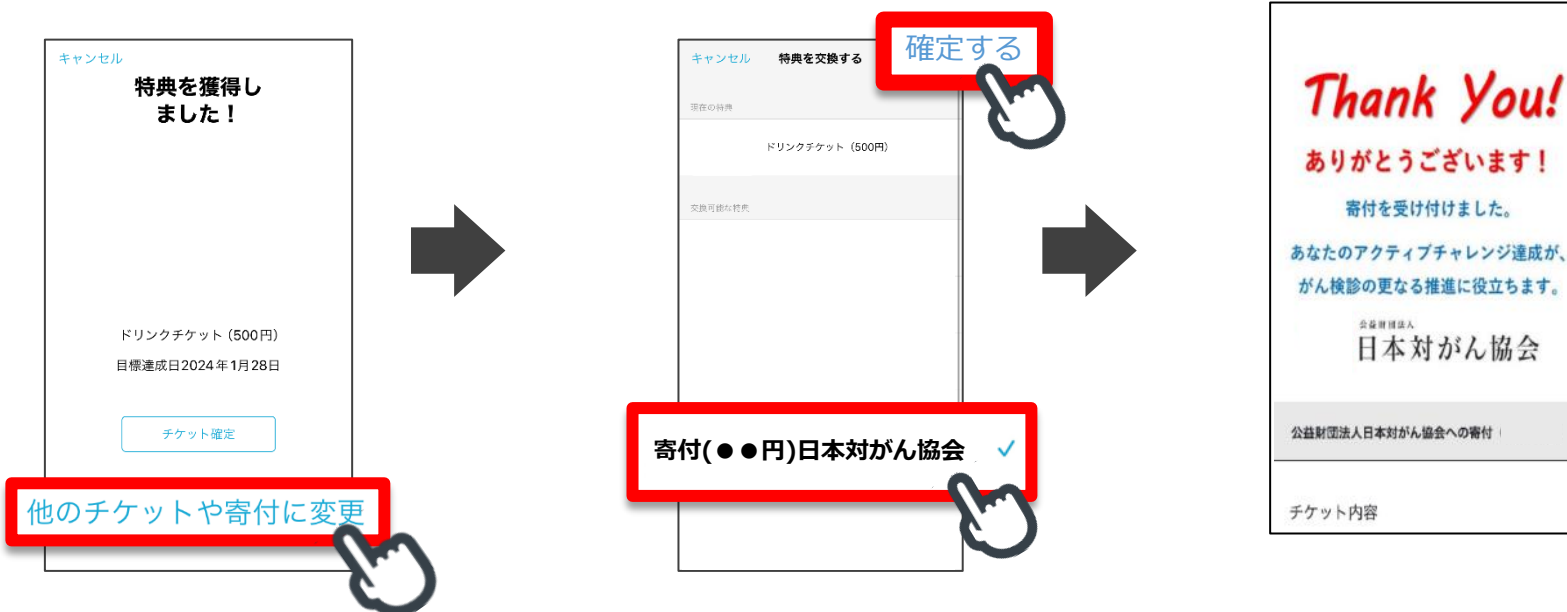 キャンセル
特典を獲得し
ました！
ドリンクチケット（500円）
目標達成日2024年1月28日
チケット確定
他のチケットや寄付に変更
キャンセル
特典を交換する
確定する
現在の特典
ドリンクチケット（500円）
交換可能な特典
寄付(●●円)日本対がん協会
Thank You!
ありがとうございます！
寄付を受け付けました。
あなたのアクティブチャレンジ達成が、
がん検診の更なる推進に役立ちます。
公益財団法人
日本対がん協会
公益財団法人日本対がん協会への寄付
チケット内容